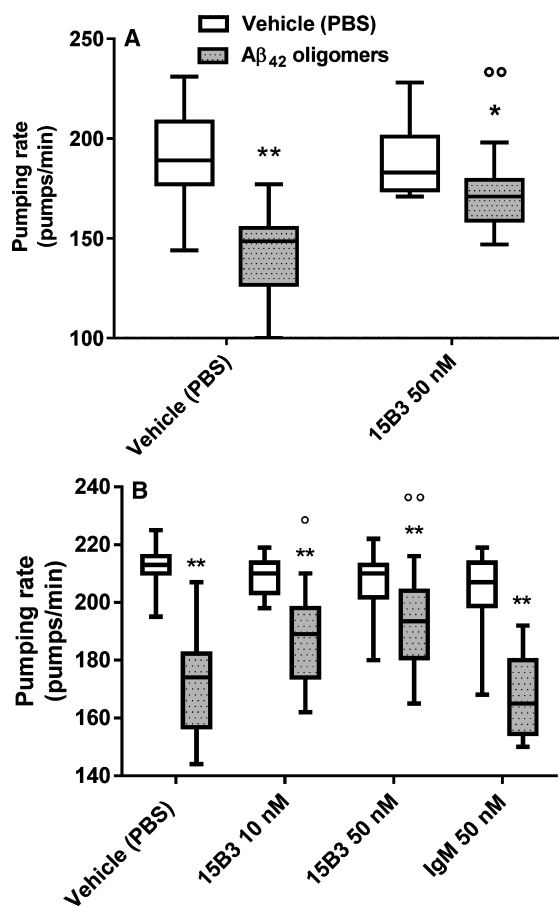 A
Vehicle (PBS)
Aβ42 oligomers
250
200
150
100
Pumping rate
(pumps/min)
**
°°
*
Vehicle (PBS)
15B3 50 nM
B
240
220
200
180
160
140
Pumping rate
(pumps/min)
**
°
**
°°
**
**
Vehicle (PBS)
15B3 10 nM
15B3 50 nM
IgM 50 nM